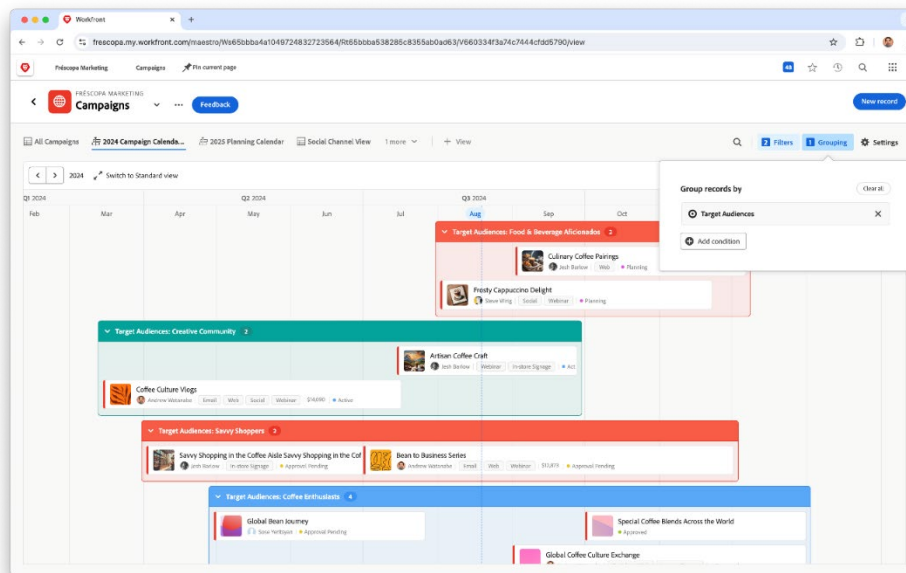 Workfront
frescopa.my.workfront.com/maestro/Ws65bbba4a1049724832723564/Rt65bbba538286c8355ab0ad63/V660334f3a74c7444cfdd5790/view
Fréscopa Marketing Campaigns Pin current page
FRÉSCOPA MARKETING
Campaigns
Feedback
New record
All Campaigns 2024 Campaign Calenda... 2025 Planning Calendar Social Channel View 1 more + View
2 Filters 1 Grouping Settings
2024 Switch to Standard view
Group records by Clear all
Target Audiences
Add condition
Q1 2024 Q2 2024 Q3 2024
Feb Mar Apr May Jun Jul Aug Sep Oct
Target Audiences: Food & Beverage Aficionados
Culinary Coffee Pairings
Josh Barlow Web Planning
Frosty Cappuccino Delight
Steve Wing Social Webinar Planning
Target Audiences: Creative Community 2
Artisan Coffee Craft
Josh Barlow Webinar In-store Signage Act
Coffee Culture Vlogs
Andrew Watanabe Email Web Social Webinar Active
Target Audiences: Savvy Shoppers
Savvy Shopping in the Coffee Aisle Savvy Shopping in the Cof
Josh Barlow In-store Signage Approval Pending
Bean to Business Series
Andrew Watanabe Email Web Webinar Approval Pending
Target Audiences: Coffee Enthusiasts 4
Global Bean Journey
Approval Pending
Special Coffee Blends Across the World
Approved
Global Coffee Culture Exchange